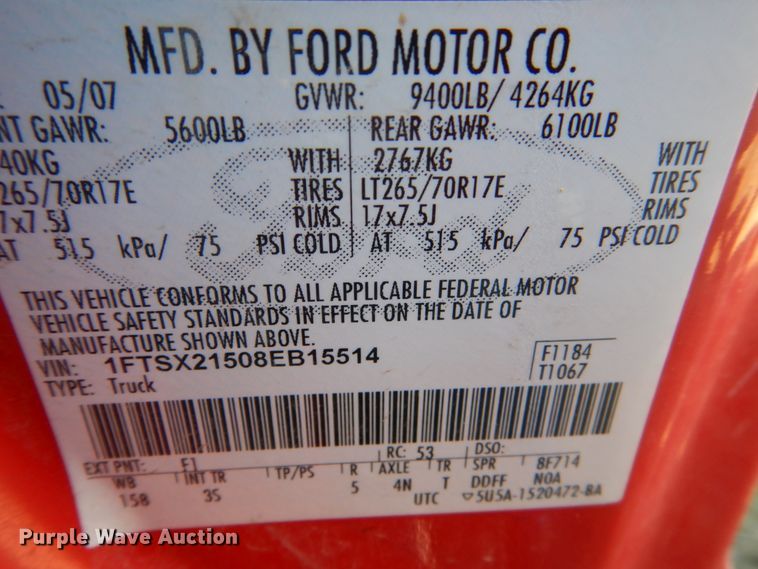 MFD. BY FORD MOTOR CO.
05/07 GVWR: 9400LB/ 4264KG
NT GAWR: 5600LB REAR GAWR: 6100LB
40KG WITH 2767KG WITH
265/70R17E TIRES LT265/70R17E TIRES
7x7.5J RIMS 17x7.5J RIMS
AT 515 kPa/ 75 PSI COLD AT 515 kPa/ 75 PSI COLD
THIS VEHICLE CONFORMS TO ALL APPLICABLE FEDERAL MOTOR
VEHICLE SAFETY STANDARDS IN EFFECT ON THE DATE OF
MANUFACTURE SHOWN ABOVE.
VIN: 1FTSX21508EB15514 F1184
TYPE: Truck T1067
EXT PNT: F1 RC: 53 DSO:
WB INT TR TP/PS R AXLE TR SPR 8F714
158 3S 5 4N T DDFF N0A
UTC ▽5U5A-1520472-BA
Purple Wave Auction